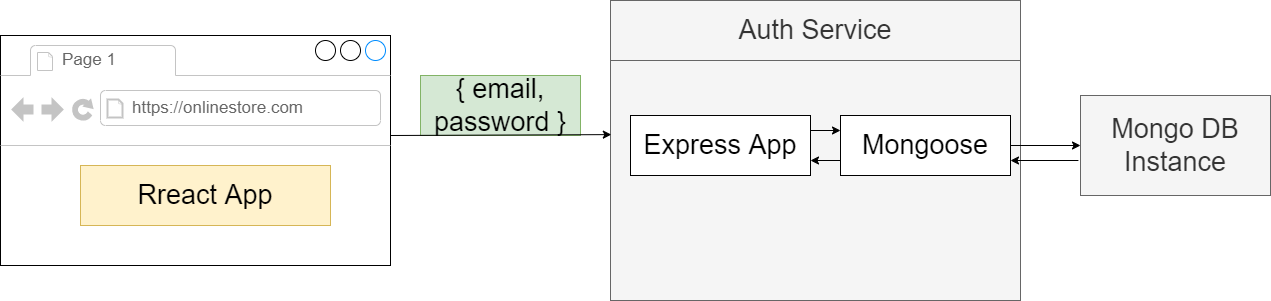 Auth Service
Page 1
https://onlinestore.com
{ email,
password }
Express App
Mongoose
Mongo DB
Instance
Rreact App